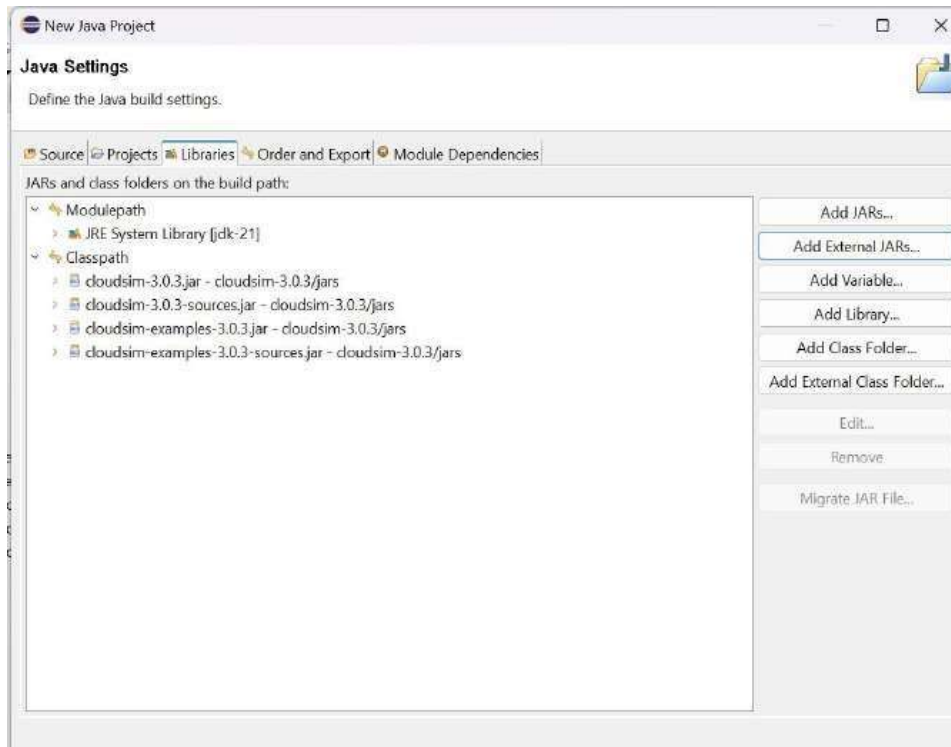 New Java Project
Java Settings
Define the Java build settings.
Source Projects Libraries Order and Export Module Dependencies
JARs and class folders on the build path:
Modulepath
JRE System Library [jdk-21]
Classpath
cloudsim-3.0.3.jar - cloudsim-3.0.3/jars
cloudsim-3.0.3-sources.jar - cloudsim-3.0.3/jars
cloudsim-examples-3.0.3.jar - cloudsim-3.0.3/jars
cloudsim-examples-3.0.3-sources.jar - cloudsim-3.0.3/jars
Add JARs...
Add External JARs...
Add Variable...
Add Library...
Add Class Folder...
Add External Class Folder...
Edit...
Remove
Migrate JAR File...